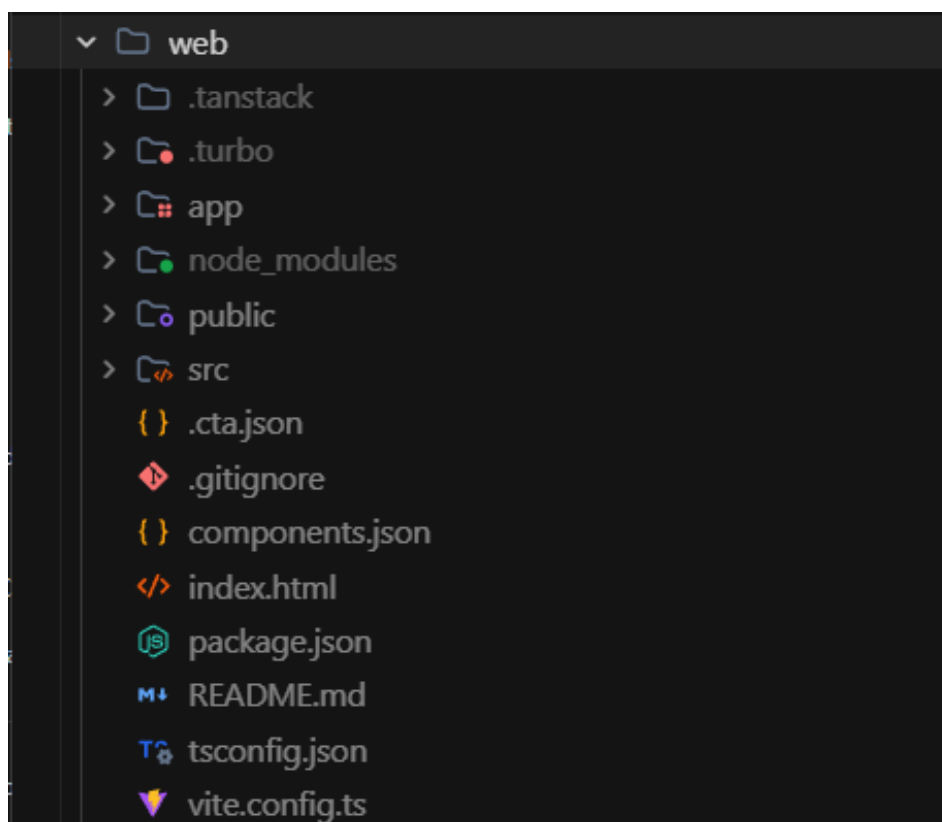 web
.tanstack
.turbo
app
node_modules
public
src
.cta.json
.gitignore
components.json
index.html
package.json
README.md
tsconfig.json
vite.config.ts